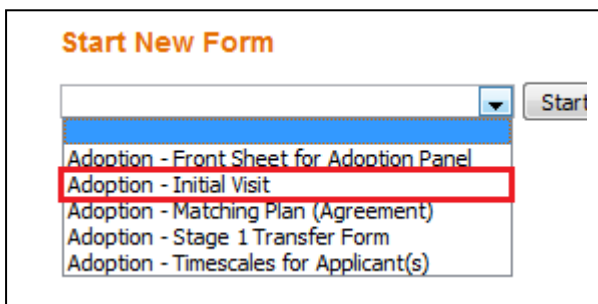 Start New Form
Start
Adoption - Front Sheet for Adoption Panel
Adoption - Initial Visit
Adoption - Matching Plan (Agreement)
Adoption - Stage 1 Transfer Form
Adoption - Timescales for Applicant(s)